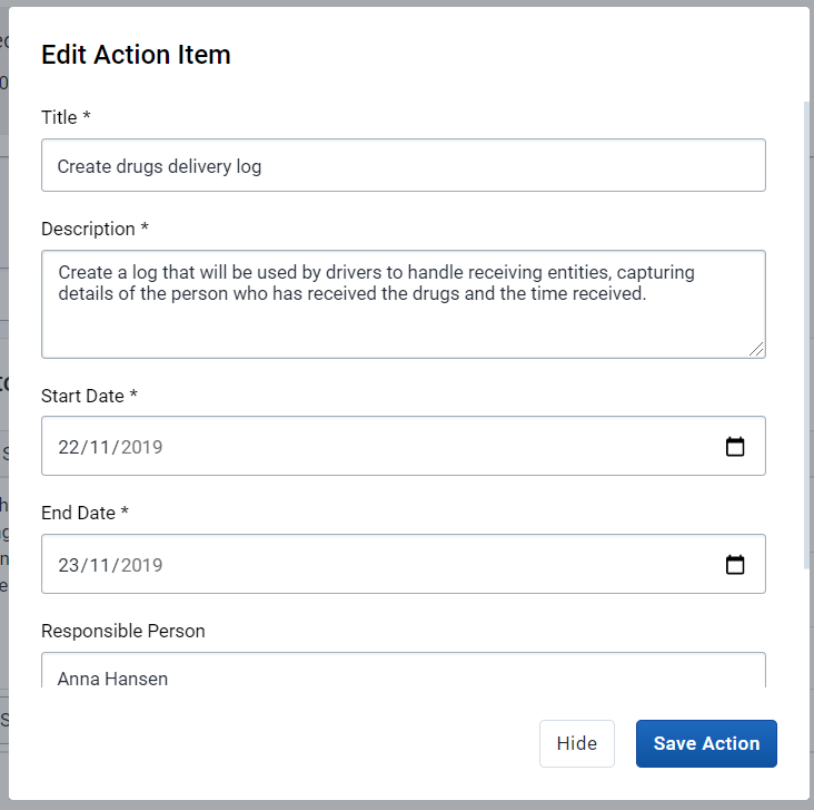 Edit Action Item
Title *
Create drugs delivery log
Description *
Create a log that will be used by drivers to handle receiving entities, capturing
details of the person who has received the drugs and the time received.
Start Date *
22/11/2019
End Date *
23/11/2019
Responsible Person
Anna Hansen
Hide
Save Action